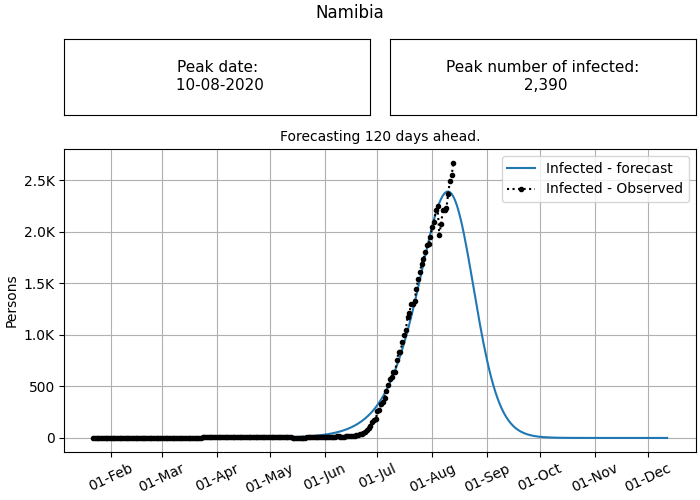 Namibia
Peak date:
10-08-2020
Peak number of infected:
2,390
Forecasting 120 days ahead.
Infected - forecast
Infected - Observed
Persons
2.5K
2.0K
1.5K
1.0K
500
0
01-Feb
01-Mar
01-Apr
01-May
01-Jun
01-Jul
01-Aug
01-Sep
01-Oct
01-Nov
01-Dec